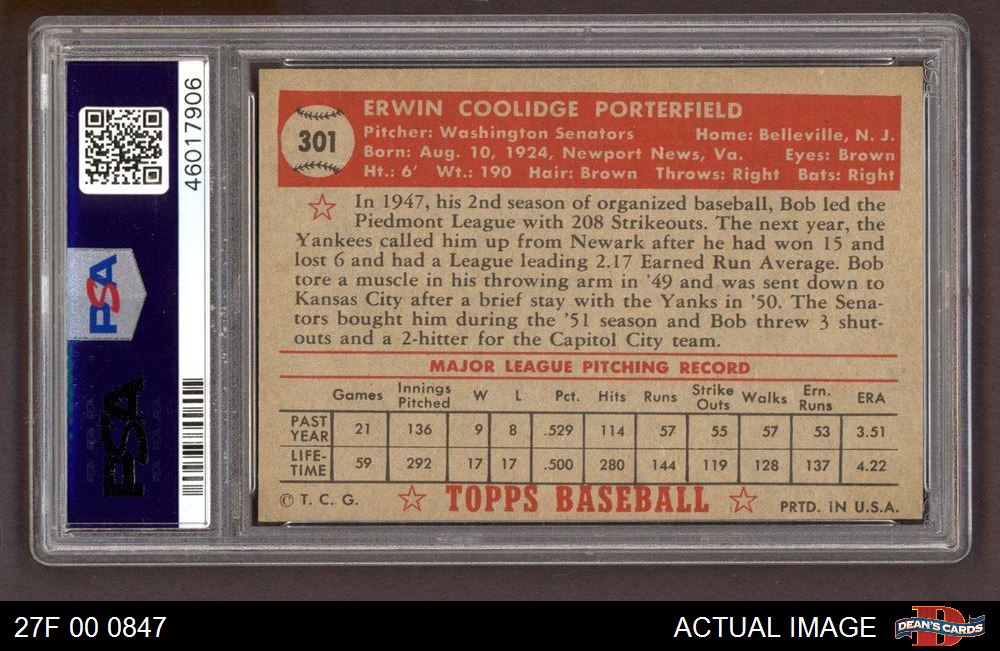 46017906
PSA
PSA
301
ERWIN COOLIDGE PORTERFIELD
Pitcher: Washington Senators Home: Belleville, N. J.
Born: Aug. 10, 1924, Newport News, Va. Eyes: Brown
Ht.: 6' Wt.: 190 Hair: Brown Throws: Right Bats: Right
In 1947, his 2nd season of organized baseball, Bob led the
Piedmont League with 208 Strikeouts. The next year, the
Yankees called him up from Newark after he had won 15 and
lost 6 and had a League leading 2.17 Earned Run Average. Bob
tore a muscle in his throwing arm in '49 and was sent down to
Kansas City after a brief stay with the Yanks in '50. The Sena-
tors bought him during the '51 season and Bob threw 3 shut-
outs and a 2-hitter for the Capitol City team.
MAJOR LEAGUE PITCHING RECORD
Games Innings Pitched W L Pct. Hits Runs Strike Outs Walks Ern. Runs ERA
PAST YEAR 21 136 9 8 .529 114 57 55 57 53 3.51
LIFE-TIME 59 292 17 17 .500 280 144 119 128 137 4.22
© T. C. G. TOPPS BASEBALL PRTD. IN U.S.A.
27F 00 0847 ACTUAL IMAGE DEAN'S CARDS